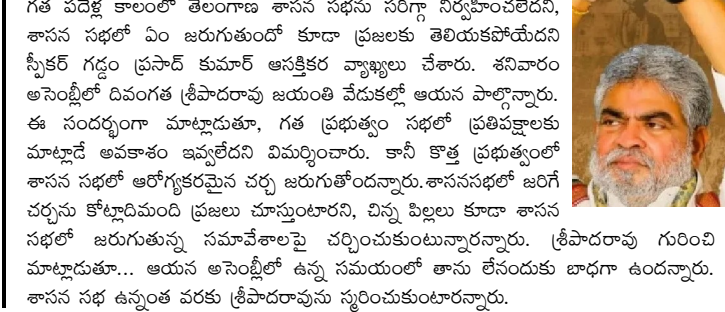 గత పదేళ్ల కాలంలో తెలంగాణ శాసన సభను సరిగ్గా నిర్వహించలేదని,
శాసన సభలో ఏం జరుగుతుందో కూడా ప్రజలకు తెలియకపోయేదని
స్పీకర్ గడ్డం ప్రసాద్ కుమార్ ఆసక్తికర వ్యాఖ్యలు చేశారు. శనివారం
అసెంబ్లీలో దివంగత శ్రీపాదరావు జయంతి వేడుకల్లో ఆయన పాల్గొన్నారు.
ఈ సందర్భంగా మాట్లాడుతూ, గత ప్రభుత్వం సభలో ప్రతిపక్షాలకు
మాట్లాడే అవకాశం ఇవ్వలేదని విమర్శించారు. కానీ కొత్త ప్రభుత్వంలో
శాసన సభలో ఆరోగ్యకరమైన చర్చ జరుగుతోందన్నారు.శాసనసభలో జరిగే
చర్చను కోట్లాదిమంది ప్రజలు చూస్తుంటారని, చిన్న పిల్లలు కూడా శాసన
సభలో జరుగుతున్న సమావేశాలపై చర్చించుకుంటున్నారన్నారు. శ్రీపాదరావు గురించి
మాట్లాడుతూ... ఆయన అసెంబ్లీలో ఉన్న సమయంలో తాను లేనందుకు బాధగా ఉందన్నారు.
శాసన సభ ఉన్నంత వరకు శ్రీపాదరావును స్మరించుకుంటారన్నారు.